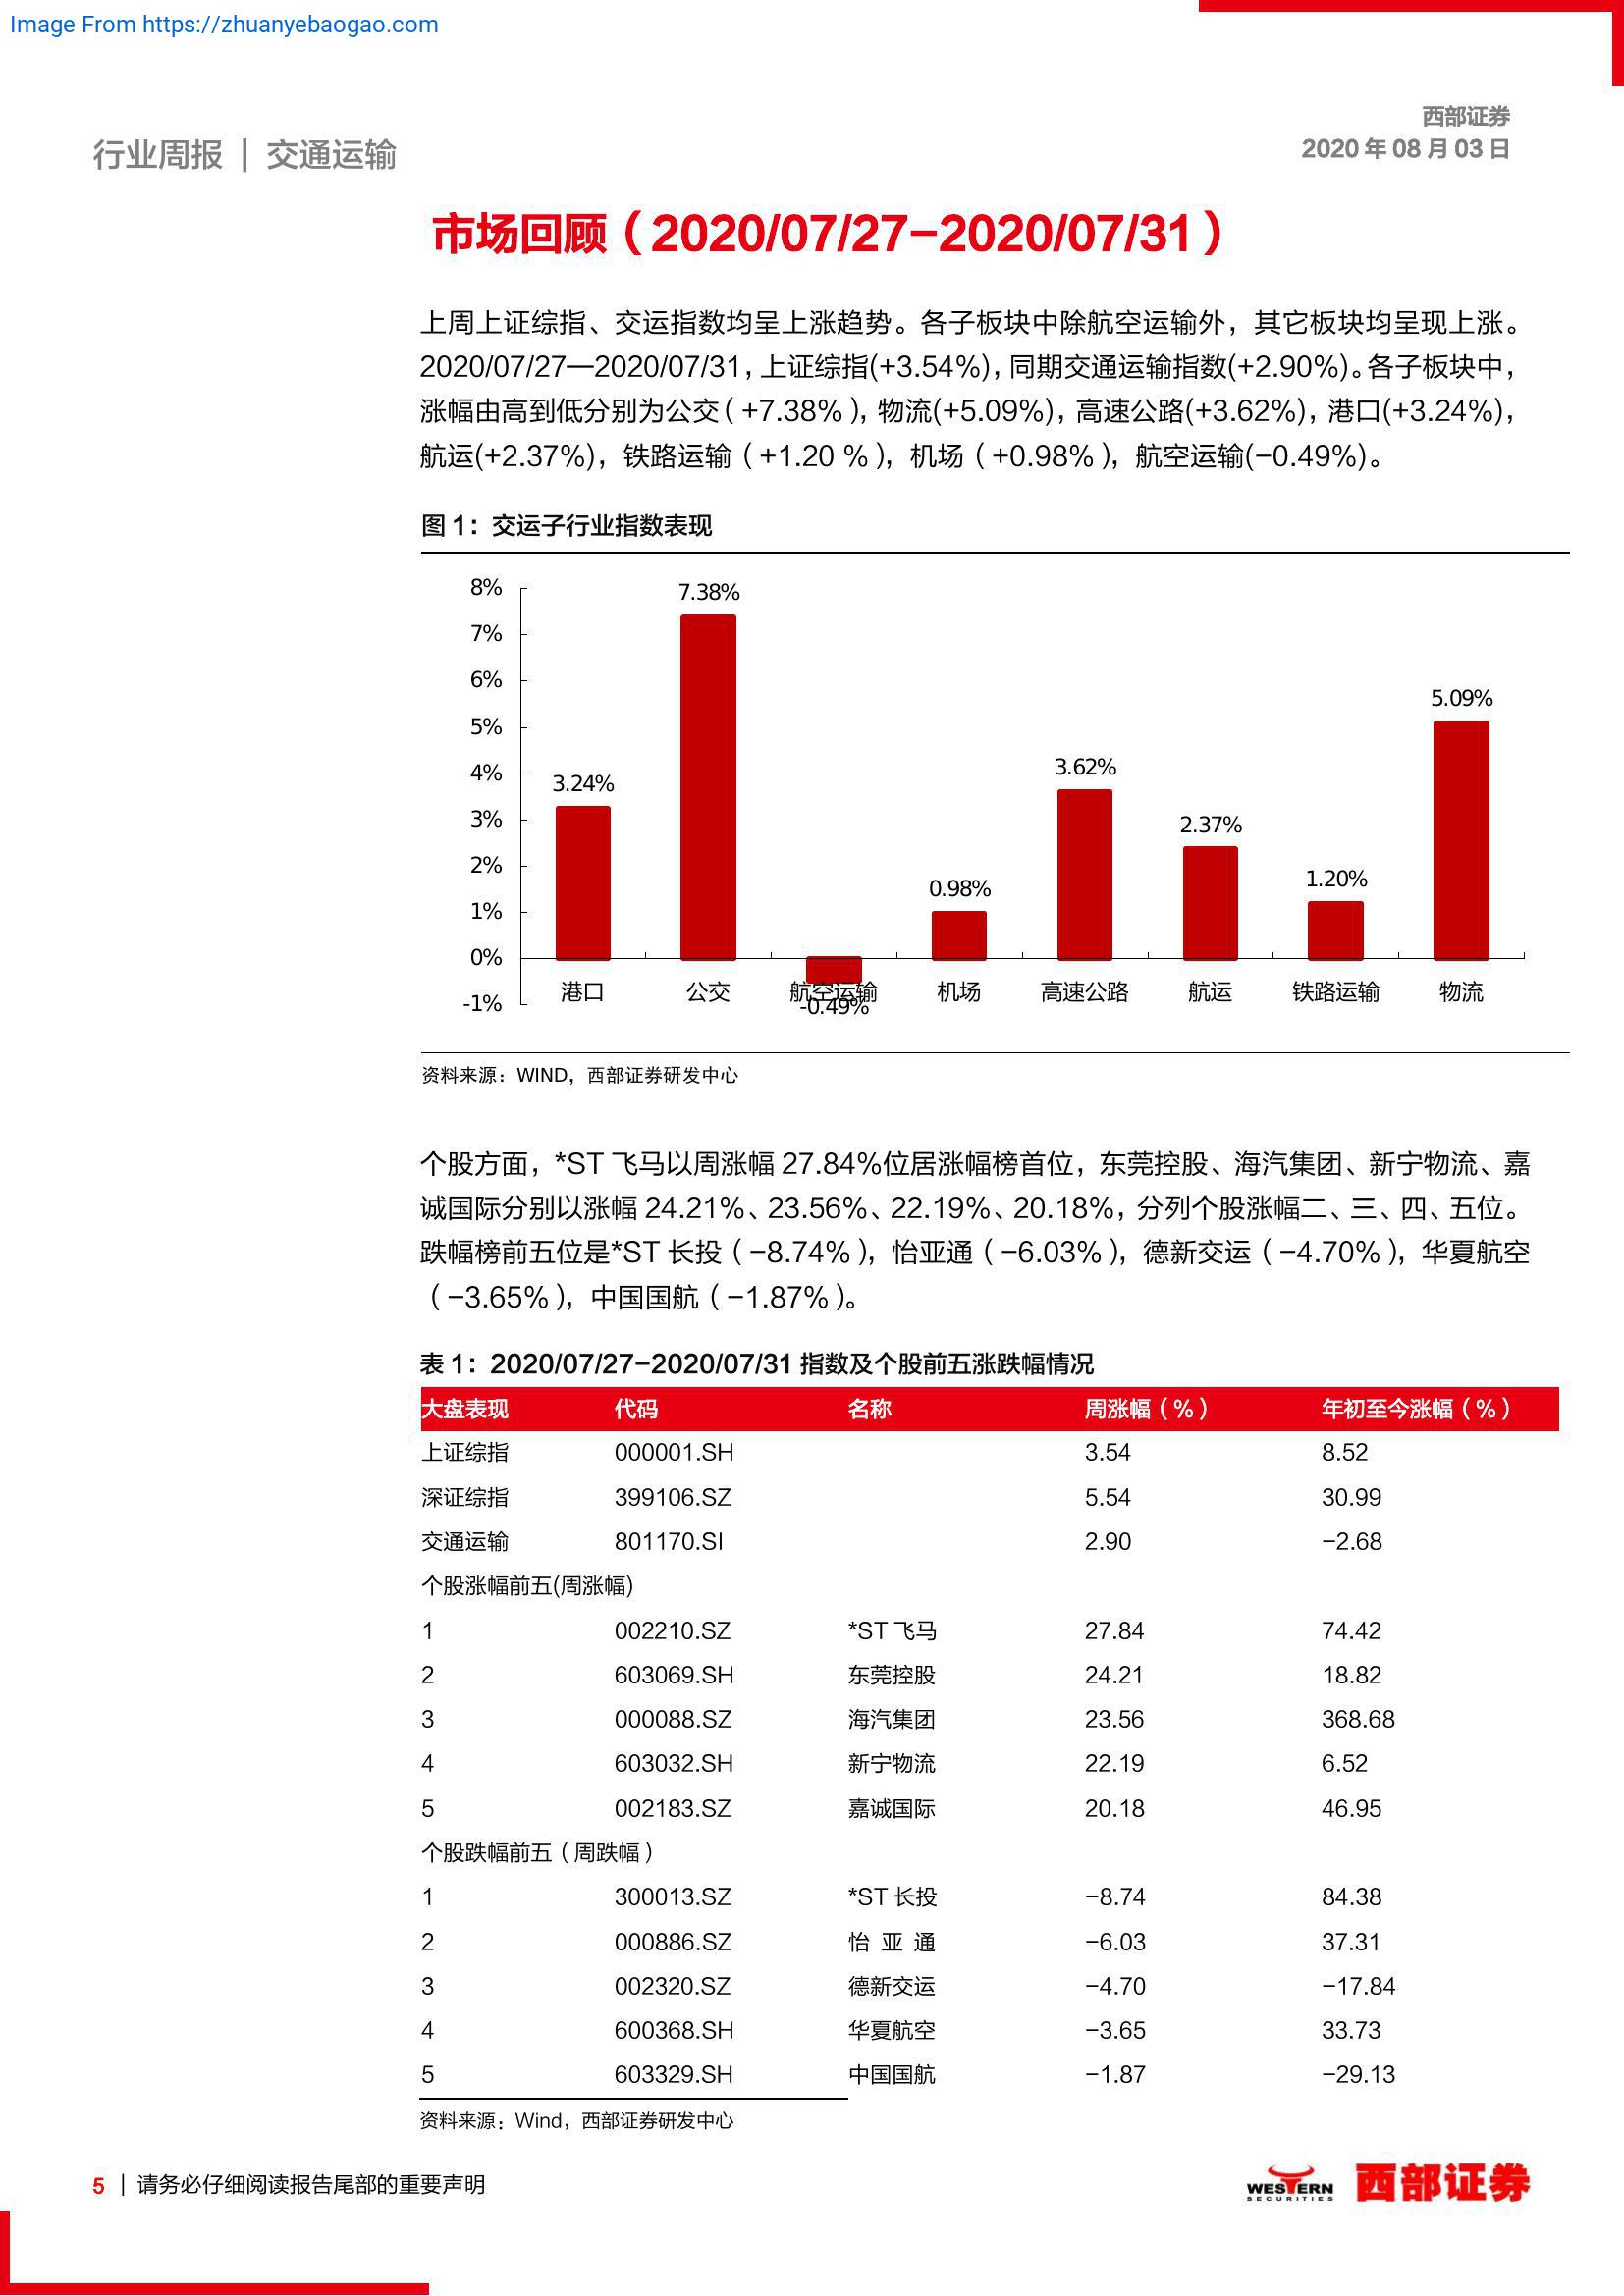 Image From https://zhuanyebaogao.com
西部证券
行业周报 | 交通运输
2020 年 08 月 03 日
市场回顾（2020/07/27-2020/07/31）
上周上证综指、交运指数均呈上涨趋势。各子板块中除航空运输外，其它板块均呈现上涨。
2020/07/27—2020/07/31，上证综指(+3.54%)，同期交通运输指数(+2.90%)。各子板块中，
涨幅由高到低分别为公交（+7.38%），物流(+5.09%)，高速公路(+3.62%)，港口(+3.24%)，
航运(+2.37%)，铁路运输（+1.20 %），机场（+0.98%），航空运输(-0.49%)。
图 1：交运子行业指数表现
8%
7%
6%
5%
4%
3%
2%
1%
0%
-1%
3.24%
7.38%
-0.49%
0.98%
3.62%
2.37%
1.20%
5.09%
港口 公交 航空运输 机场 高速公路 航运 铁路运输 物流
资料来源：WIND，西部证券研发中心
个股方面，*ST 飞马以周涨幅 27.84%位居涨幅榜首位，东莞控股、海汽集团、新宁物流、嘉
诚国际分别以涨幅 24.21%、23.56%、22.19%、20.18%，分列个股涨幅二、三、四、五位。
跌幅榜前五位是*ST 长投（-8.74%），怡亚通（-6.03%），德新交运（-4.70%），华夏航空
（-3.65%），中国国航（-1.87%）。
表 1：2020/07/27-2020/07/31 指数及个股前五涨跌幅情况
大盘表现 代码 名称 周涨幅（%） 年初至今涨幅（%）
上证综指 000001.SH 3.54 8.52
深证综指 399106.SZ 5.54 30.99
交通运输 801170.SI 2.90 -2.68
个股涨幅前五(周涨幅)
1 002210.SZ *ST 飞马 27.84 74.42
2 603069.SH 东莞控股 24.21 18.82
3 000088.SZ 海汽集团 23.56 368.68
4 603032.SH 新宁物流 22.19 6.52
5 002183.SZ 嘉诚国际 20.18 46.95
个股跌幅前五（周跌幅）
1 300013.SZ *ST 长投 -8.74 84.38
2 000886.SZ 怡 亚 通 -6.03 37.31
3 002320.SZ 德新交运 -4.70 -17.84
4 600368.SH 华夏航空 -3.65 33.73
5 603329.SH 中国国航 -1.87 -29.13
资料来源：Wind，西部证券研发中心
5 | 请务必仔细阅读报告尾部的重要声明
WESTERN
SECURITIES
西部证券